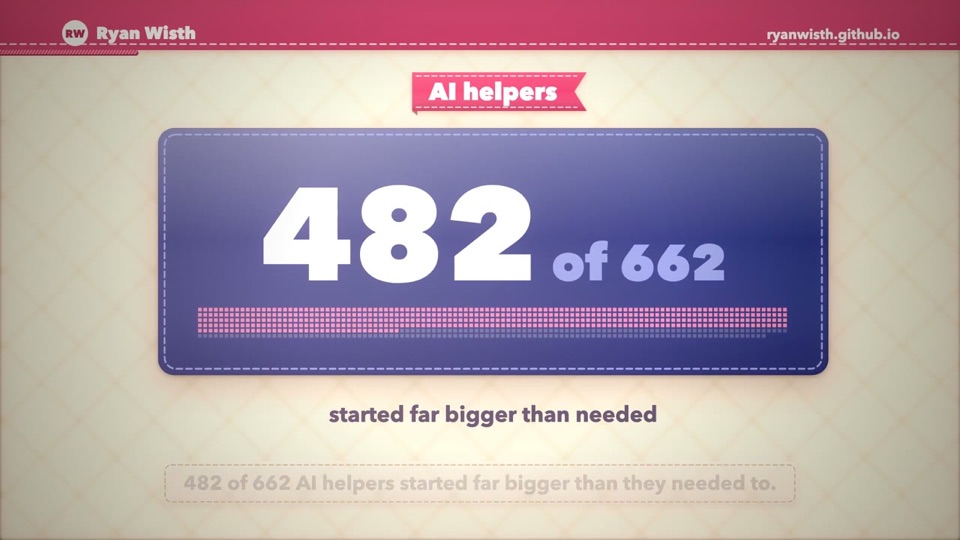 RW Ryan Wisth
ryanwisth.github.io
AI helpers
482 of 662
started far bigger than needed
482 of 662 AI helpers started far bigger than they needed to.